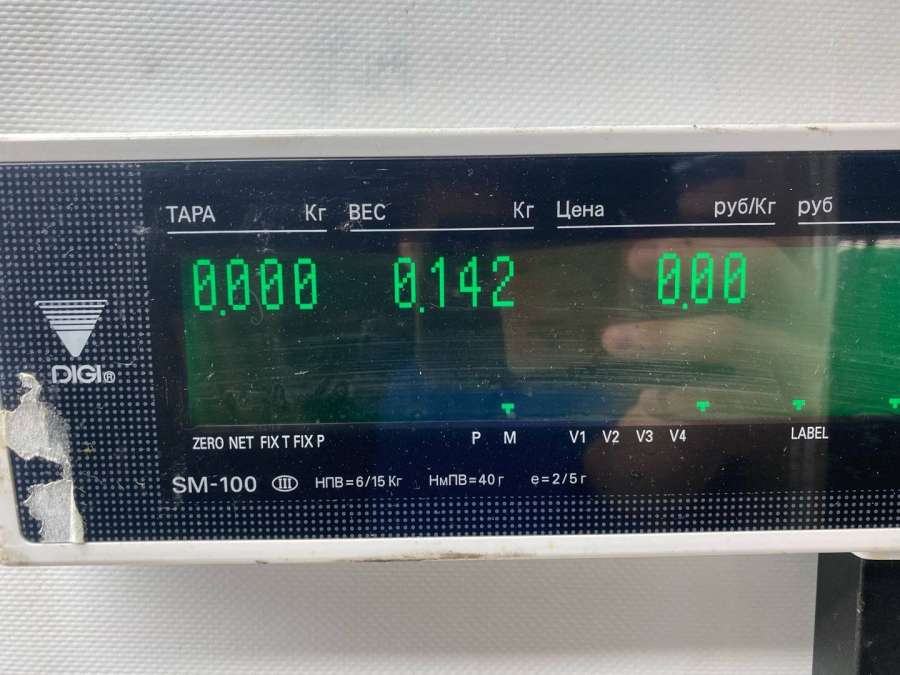 ТАРА Кг ВЕС Кг Цена руб/Кг руб
0.000 0.142 0.00
DIGI®
ZERO NET FIX T FIX P P M V1 V2 V3 V4 LABEL
SM-100 III НПВ=6/15 Кг НмПВ=40 г e=2/5 г